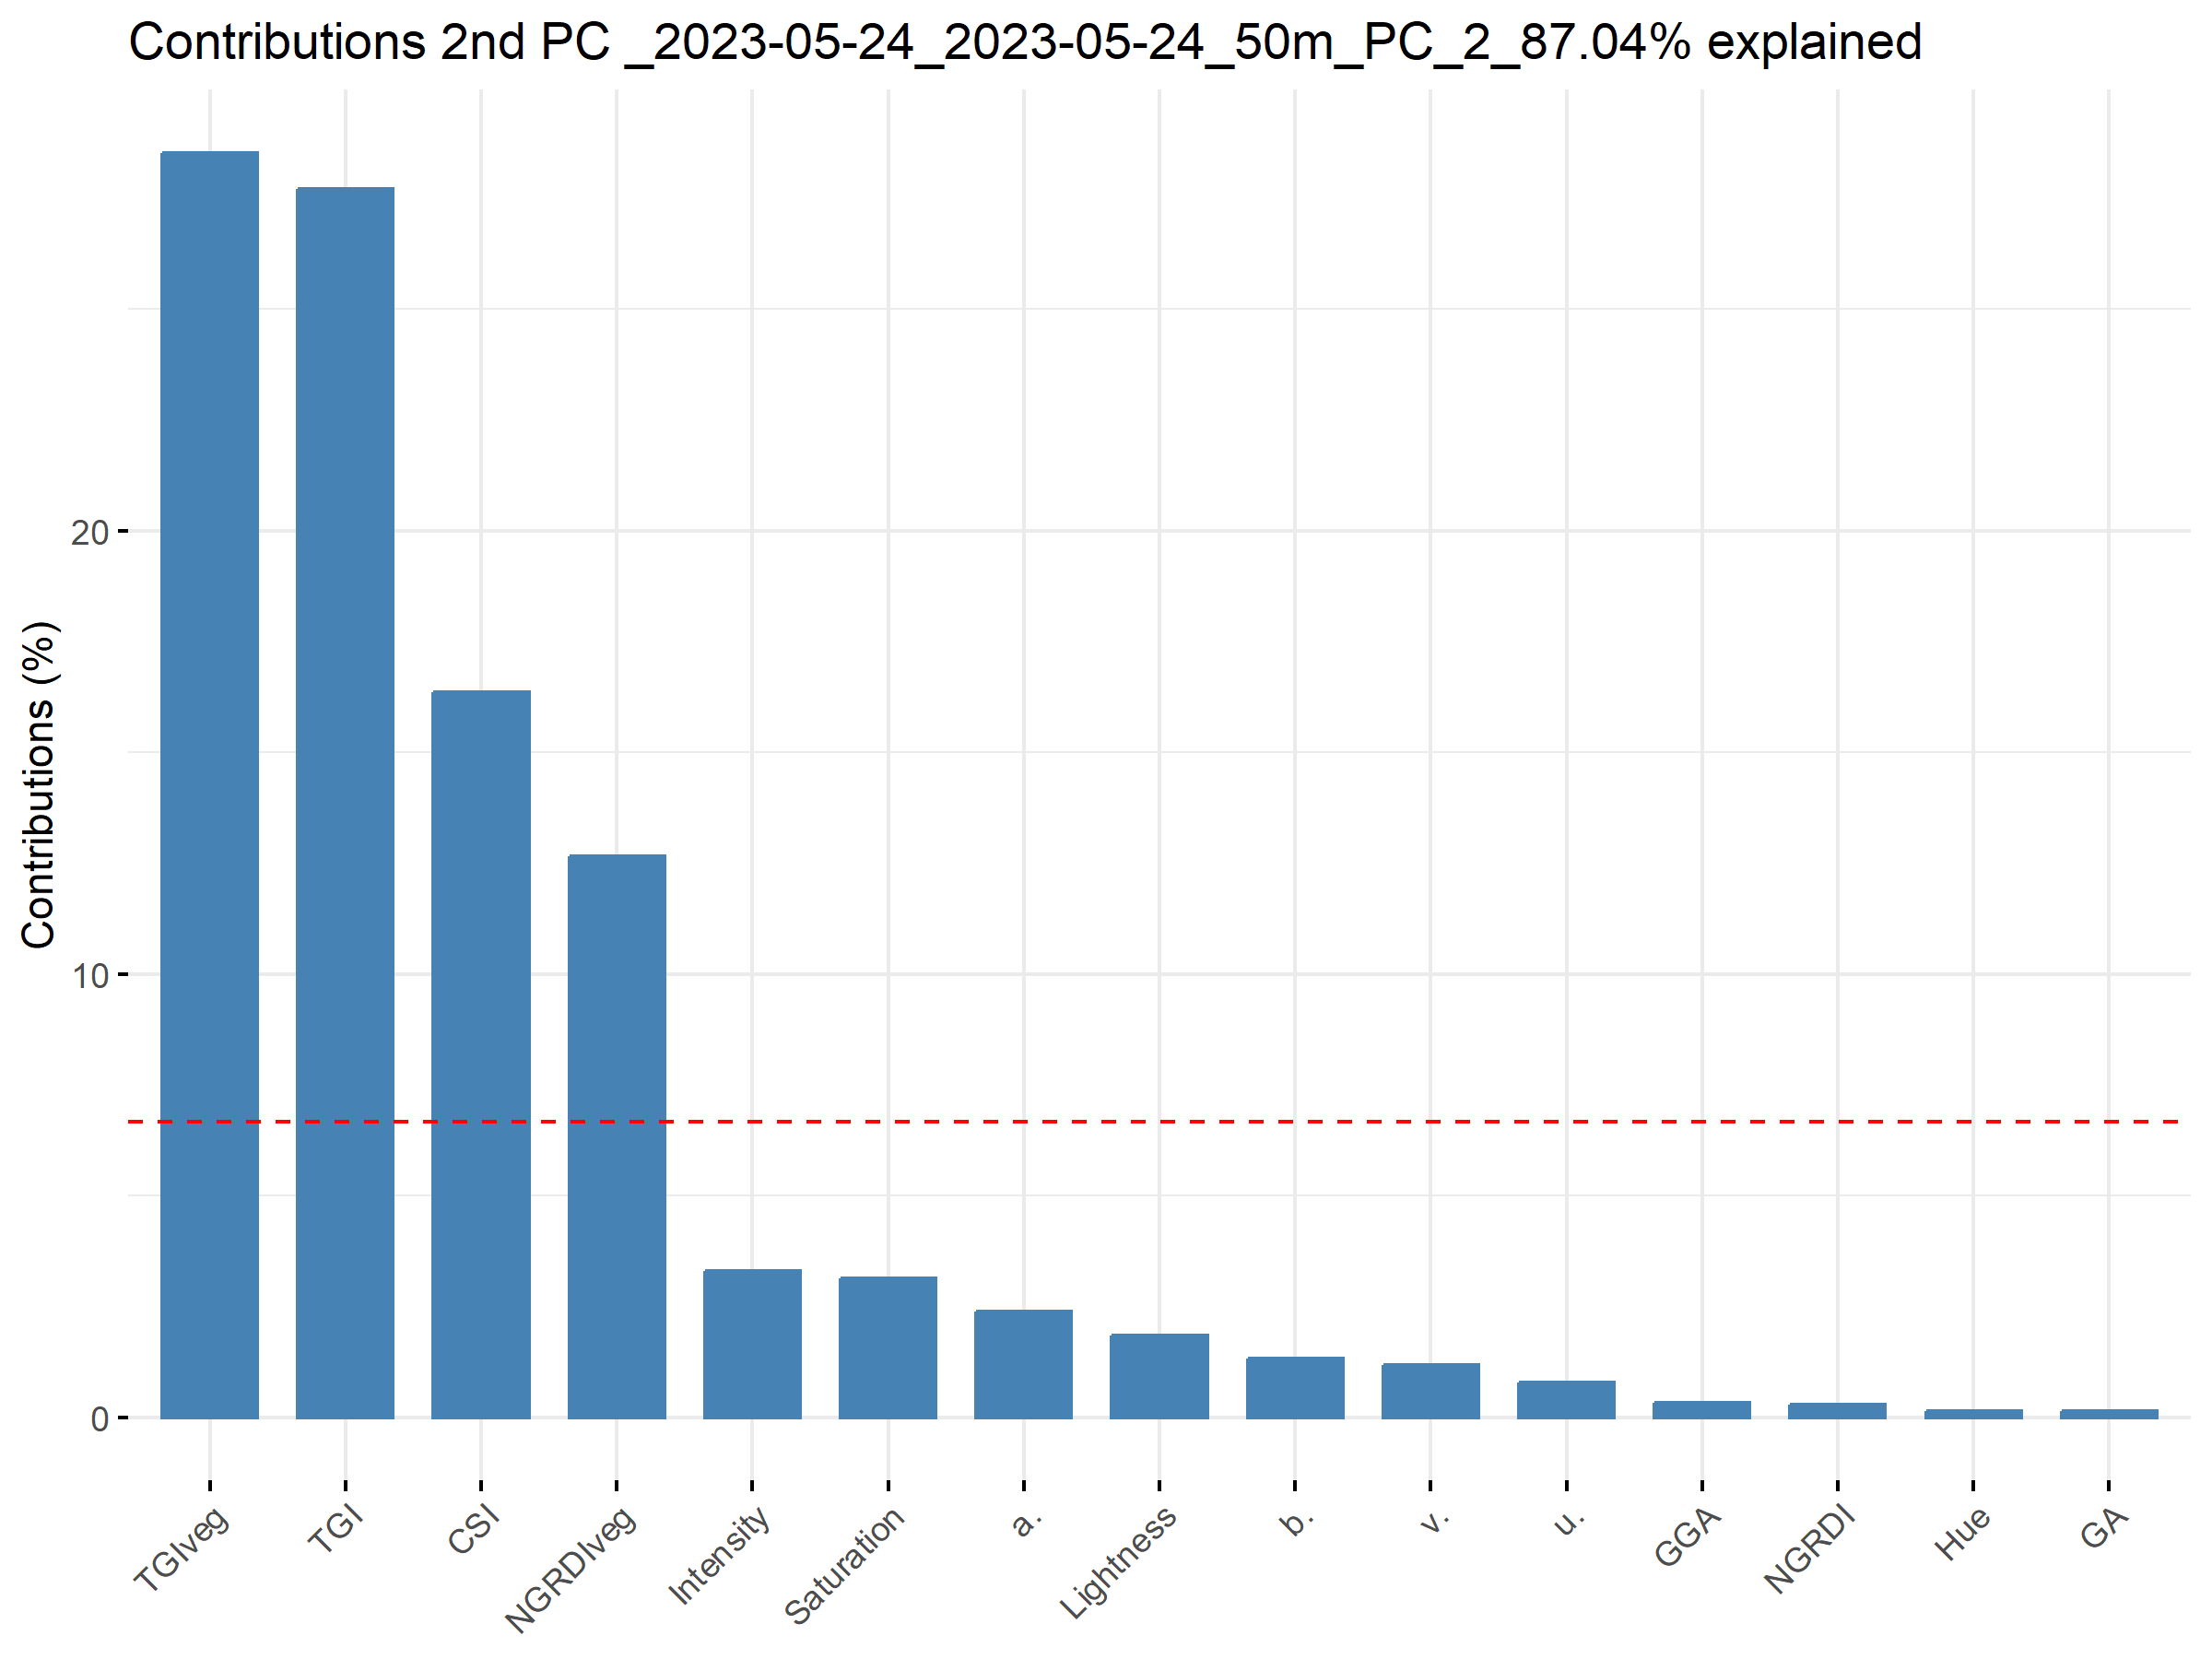 Contributions 2nd PC _2023-05-24_2023-05-24_50m_PC_2_87.04% explained
Contributions (%)
20
10
0
TGIveg
TGI
CSI
NGRDIveg
Intensity
Saturation
a.
Lightness
b.
v.
u.
GGA
NGRDI
Hue
GA